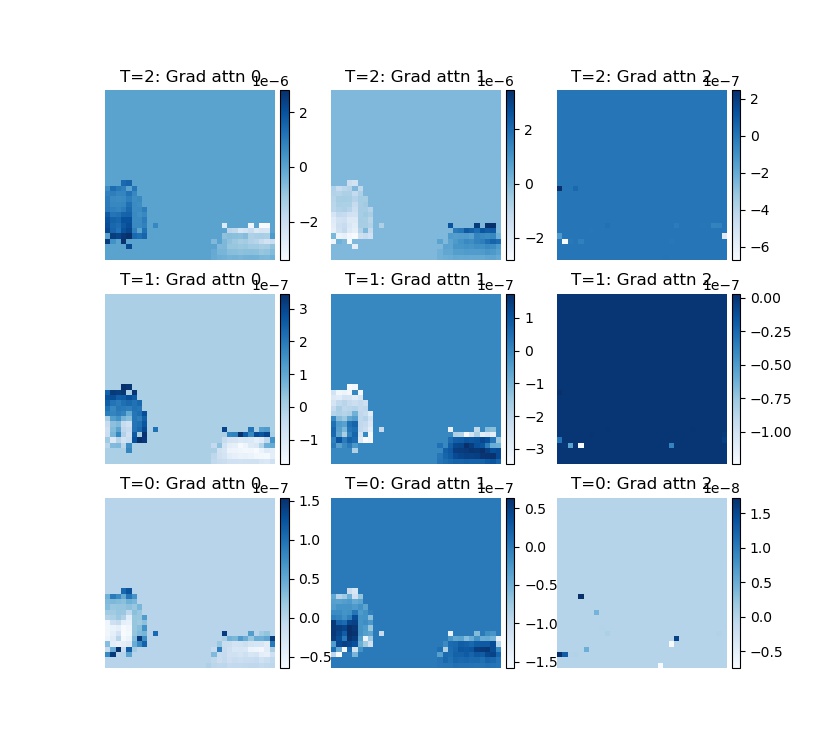 T=2: Grad attn 0
1e−6
2
0
−2
T=2: Grad attn 1
1e−6
2
0
−2
T=2: Grad attn 2
1e−7
2
0
−2
−4
−6
T=1: Grad attn 0
1e−7
3
2
1
0
−1
T=1: Grad attn 1
1e−7
1
0
−1
−2
−3
T=1: Grad attn 2
1e−7
0.00
−0.25
−0.50
−0.75
−1.00
T=0: Grad attn 0
1e−7
1.5
1.0
0.5
0.0
−0.5
T=0: Grad attn 1
1e−7
0.5
0.0
−0.5
−1.0
−1.5
T=0: Grad attn 2
1e−8
1.5
1.0
0.5
0.0
−0.5